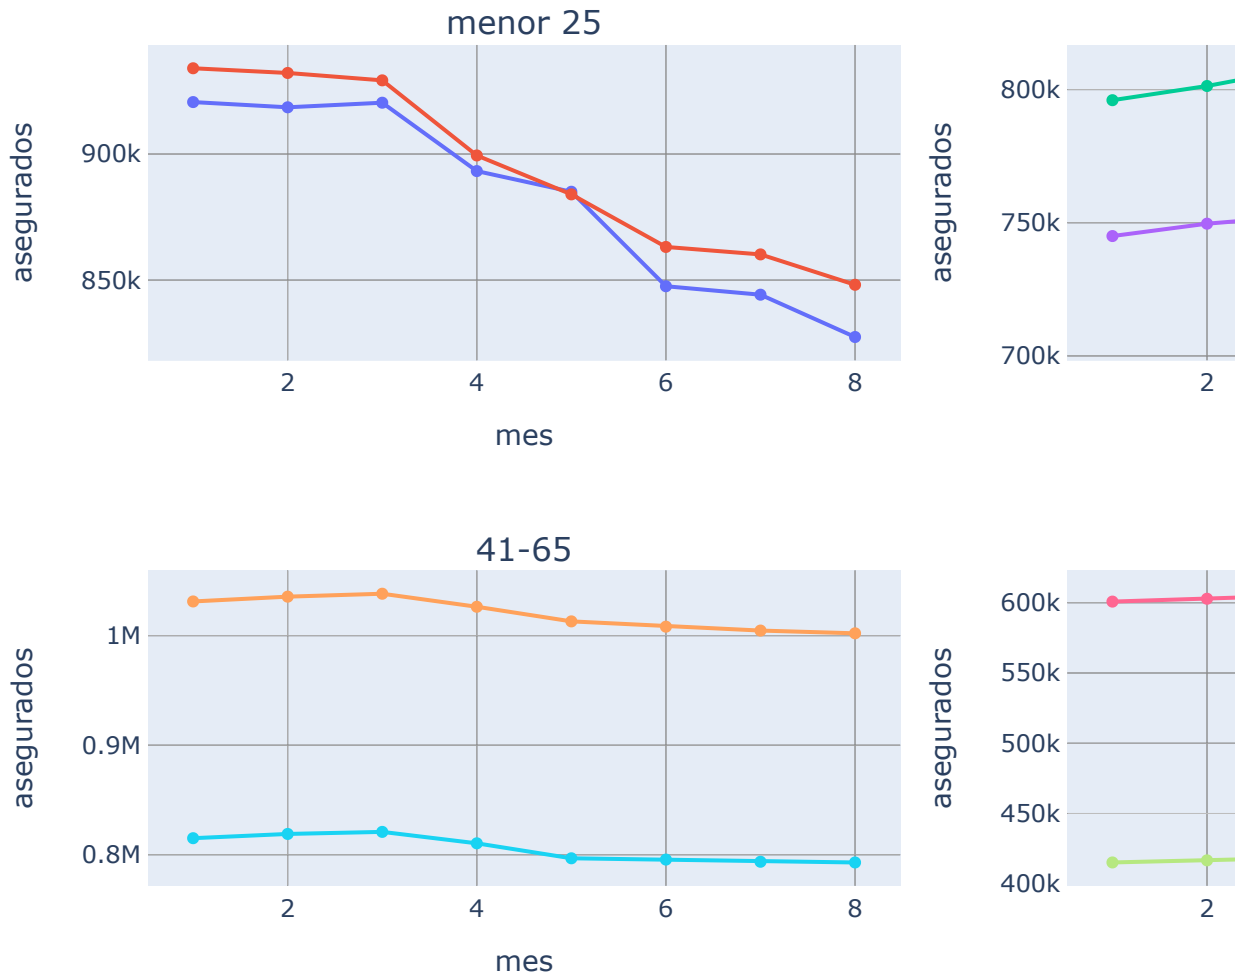 menor 25
asegurados
900k
850k
2 4 6 8
mes
asegurados
800k
750k
700k
2
41-65
asegurados
1M
0.9M
0.8M
2 4 6 8
mes
asegurados
600k
550k
500k
450k
400k
2